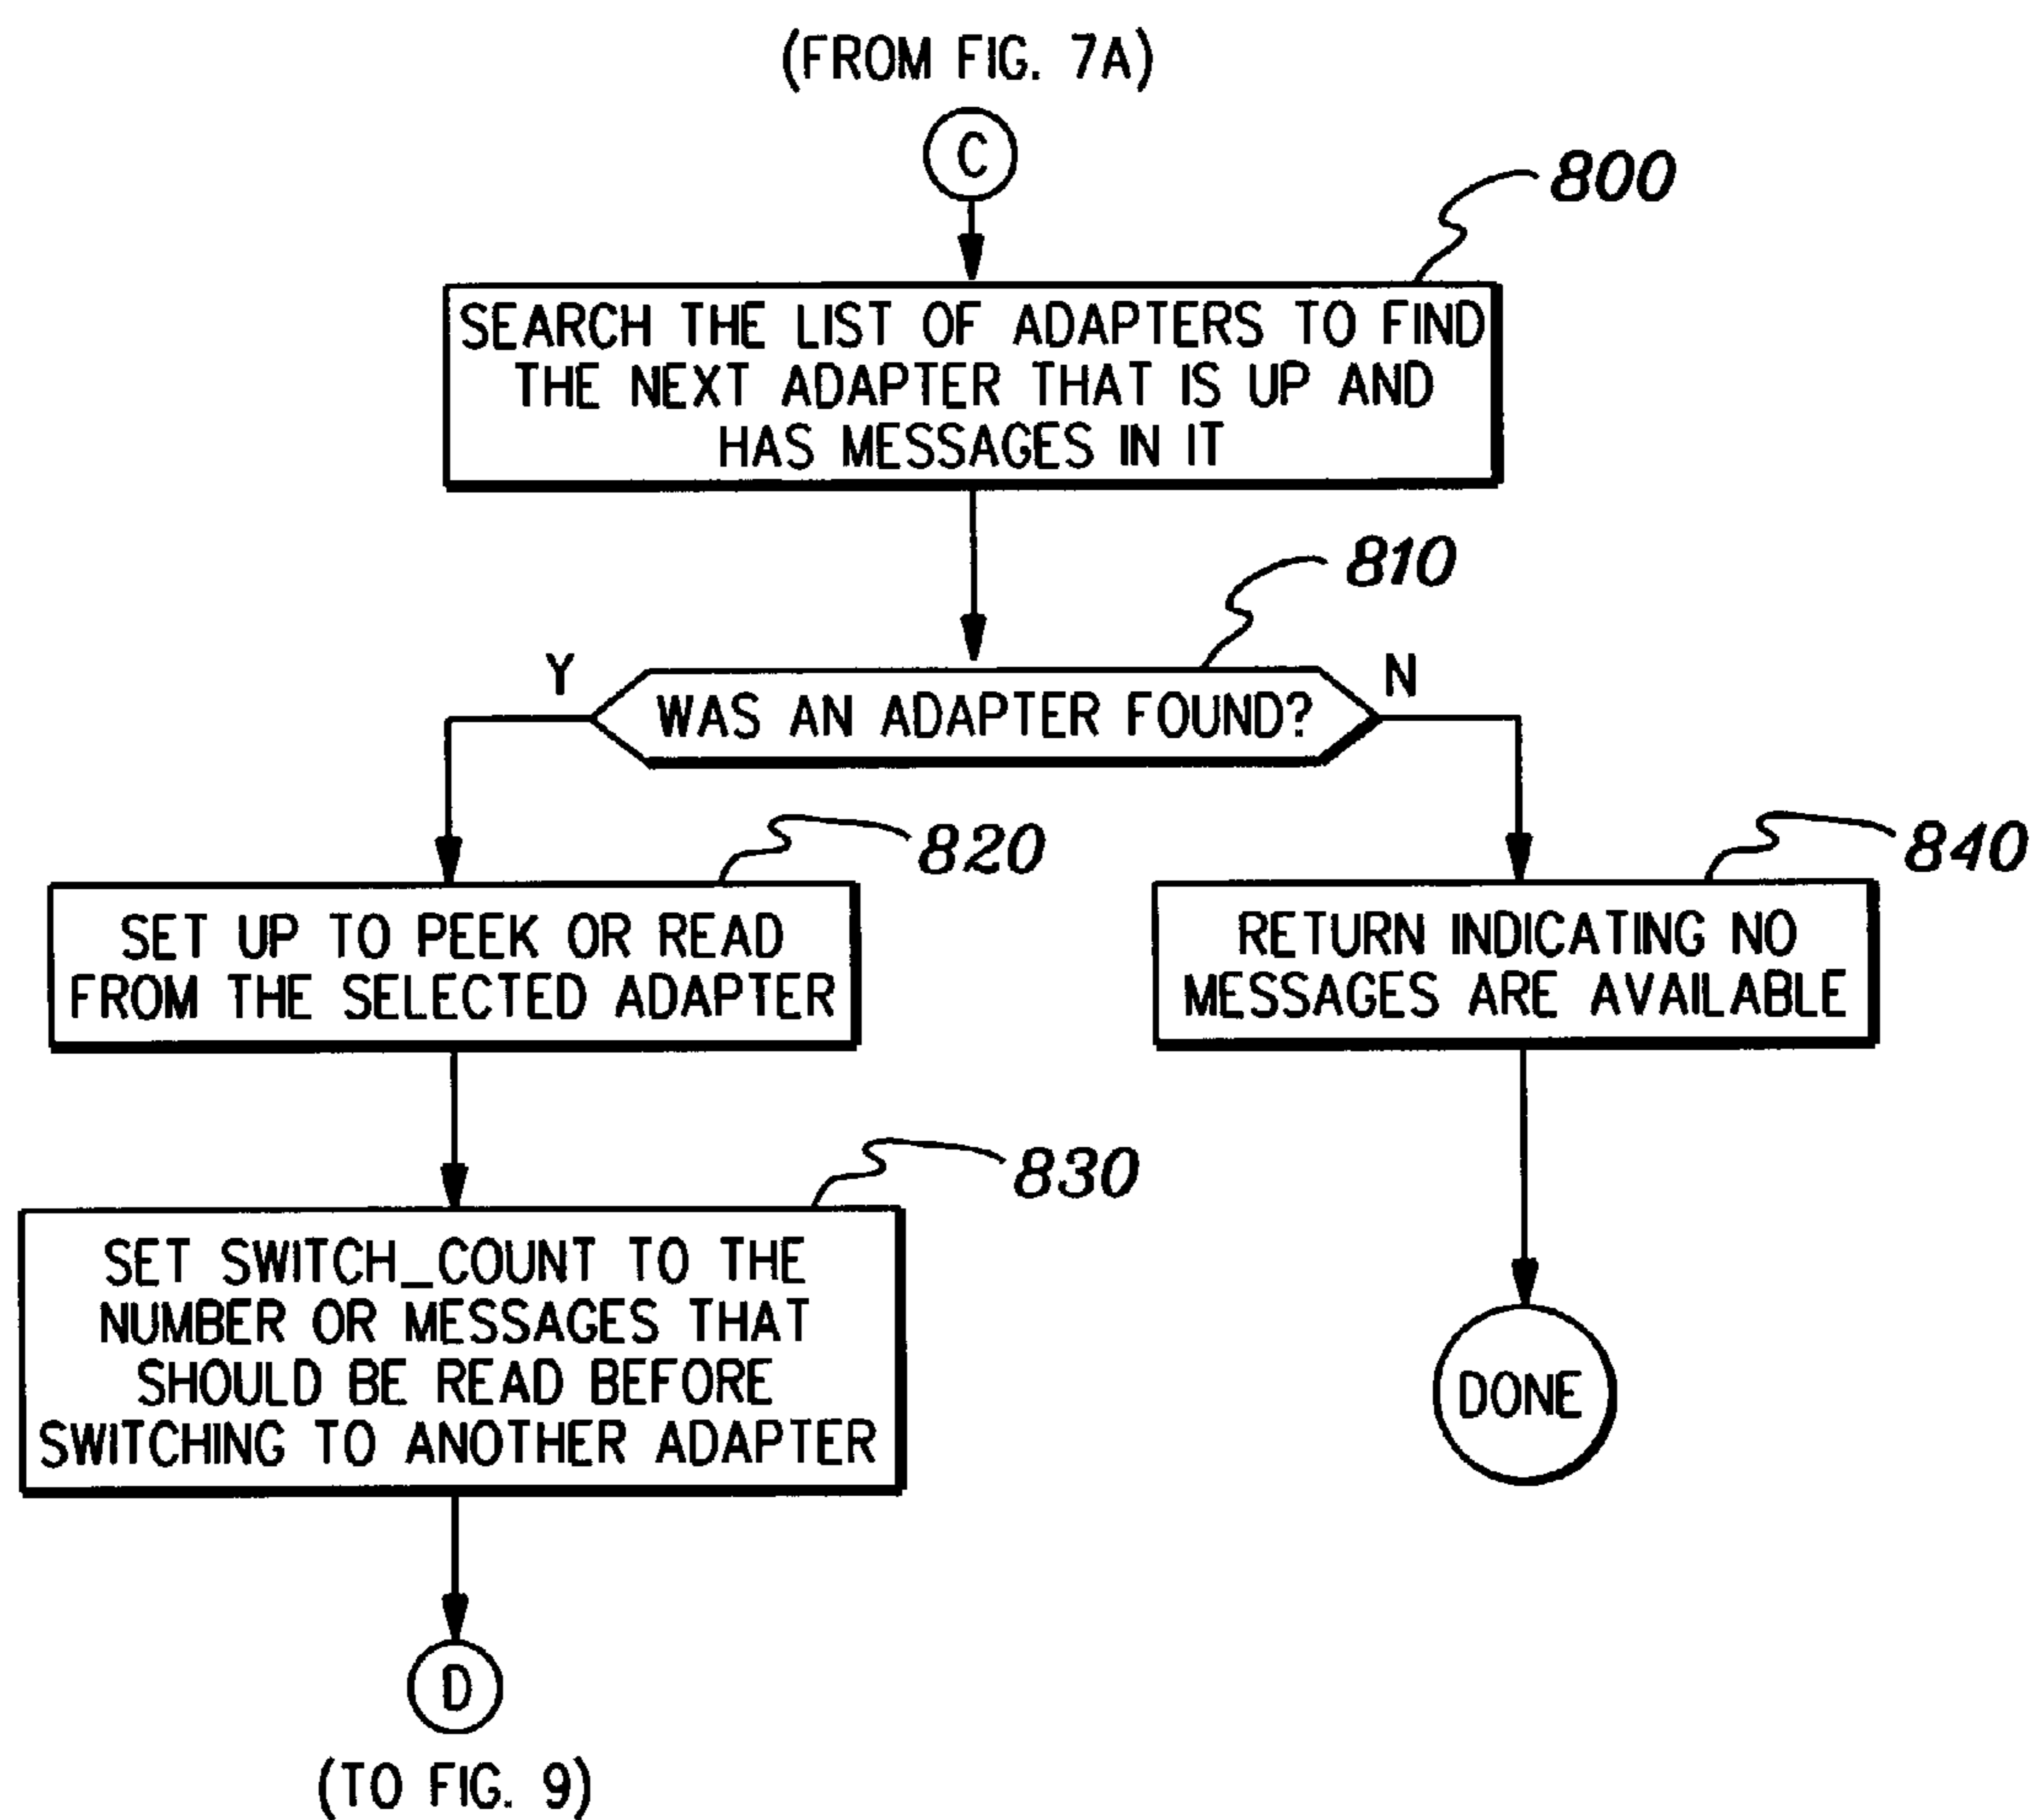 (FROM FIG. 7A)
C
800
SEARCH THE LIST OF ADAPTERS TO FIND
THE NEXT ADAPTER THAT IS UP AND
HAS MESSAGES IN IT
810
Y
N
WAS AN ADAPTER FOUND?
820
840
SET UP TO PEEK OR READ
FROM THE SELECTED ADAPTER
RETURN INDICATING NO
MESSAGES ARE AVAILABLE
830
SET SWITCH_COUNT TO THE
NUMBER OR MESSAGES THAT
SHOULD BE READ BEFORE
SWITCHING TO ANOTHER ADAPTER
DONE
D
(TO FIG. 9)